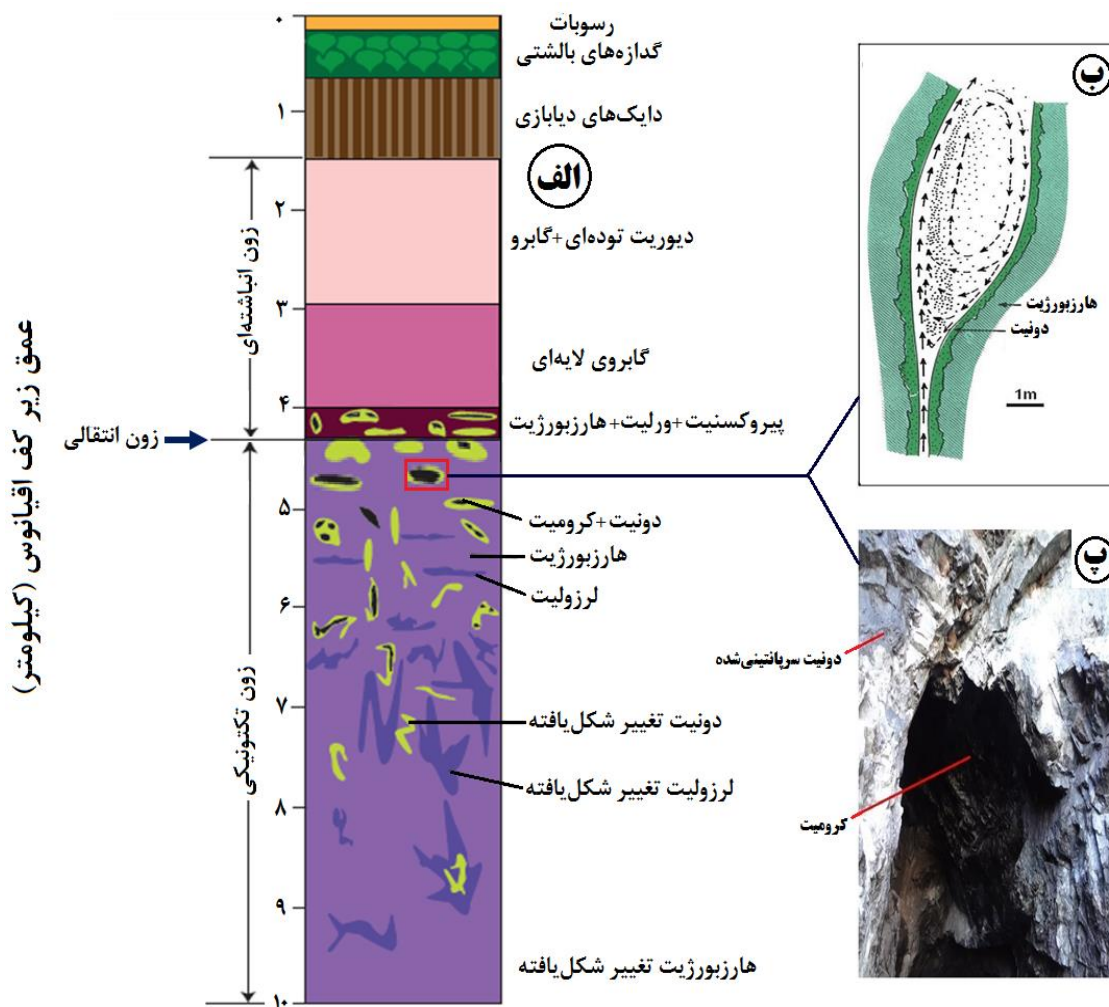 ۰
رسوبات
گدازه‌های بالشتی
۱
دایک‌های دیابازی
الف
۲
دیوریت توده‌ای+گابرو
زون انباشته‌ای
۳
گابروی لایه‌ای
۴
پیروکسنیت+ورلیت+هارزبورژیت
زون انتقالی
عمق زیر کف اقیانوس (کیلومتر)
۵
دونیت+کرومیت
هارزبورژیت
لرزولیت
۶
زون تکتونیکی
۷
دونیت تغییر شکل‌یافته
لرزولیت تغییر شکل‌یافته
۸
۹
هارزبورژیت تغییر شکل‌یافته
۱۰
ب
هارزبورژیت
دونیت
1m
پ
دونیت سرپانتینی‌شده
کرومیت